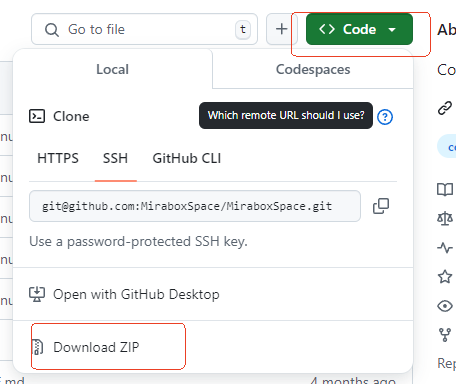 Go to file
t
Code
Ab
Local
Codespaces
Co
Clone
Which remote URL should I use?
HTTPS
SSH
GitHub CLI
git@github.com:MiraboxSpace/MiraboxSpace.git
Use a password-protected SSH key.
Open with GitHub Desktop
Download ZIP
.md
4 months ago
Rep